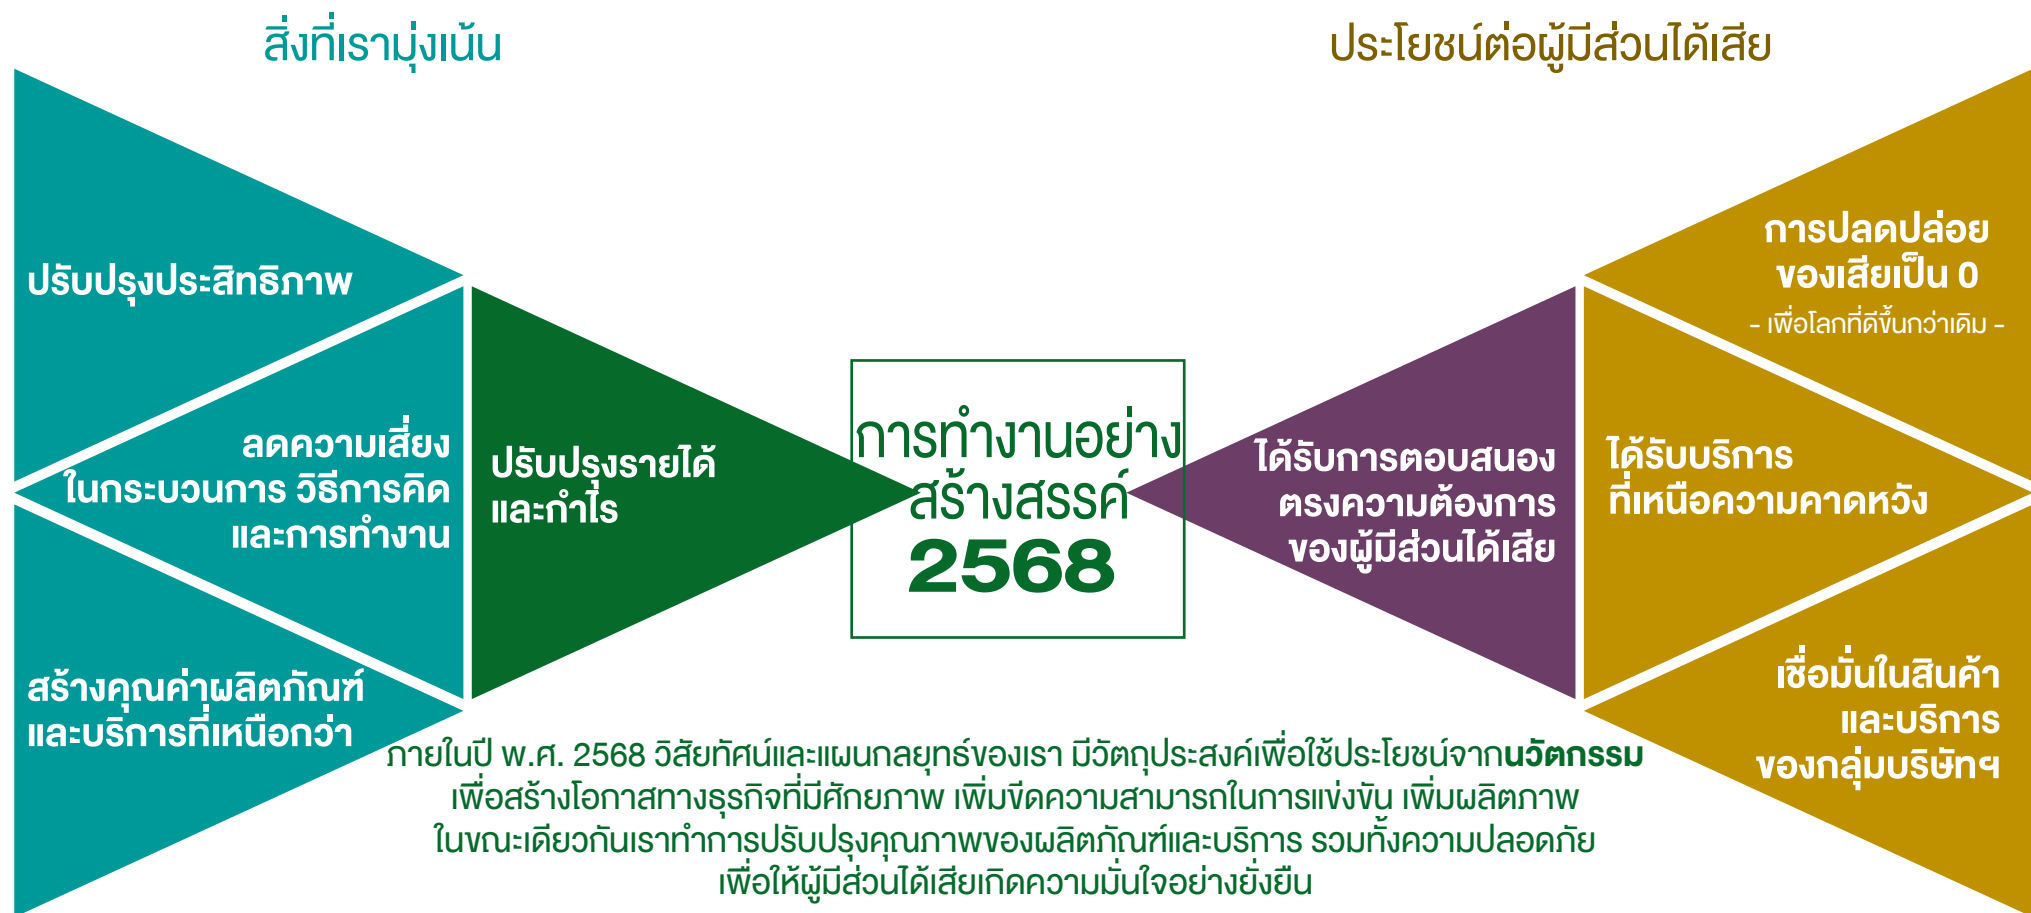 สิ่งที่เรามุ่งเน้น
ปรับปรุงประสิทธิภาพ
ลดความเสี่ยง
ในกระบวนการ วิธีการคิด
และการทำงาน
สร้างคุณค่าผลิตภัณฑ์
และบริการที่เหนือกว่า
ปรับปรุงรายได้
และกำไร
การทำงานอย่าง
สร้างสรรค์
2568
ประโยชน์ต่อผู้มีส่วนได้เสีย
ได้รับการตอบสนอง
ตรงความต้องการ
ของผู้มีส่วนได้เสีย
การปลดปล่อย
ของเสียเป็น 0
- เพื่อโลกที่ดีขึ้นกว่าเดิม -
ได้รับบริการ
ที่เหนือความคาดหวัง
เชื่อมั่นในสินค้า
และบริการ
ของกลุ่มบริษัทฯ
ภายในปี พ.ศ. 2568 วิสัยทัศน์และแผนกลยุทธ์ของเรา มีวัตถุประสงค์เพื่อใช้ประโยชน์จากนวัตกรรม
เพื่อสร้างโอกาสทางธุรกิจที่มีศักยภาพ เพิ่มขีดความสามารถในการแข่งขัน เพิ่มผลิตภาพ
ในขณะเดียวกันเราทำการปรับปรุงคุณภาพของผลิตภัณฑ์และบริการ รวมทั้งความปลอดภัย
เพื่อให้ผู้มีส่วนได้เสียเกิดความมั่นใจอย่างยั่งยืน